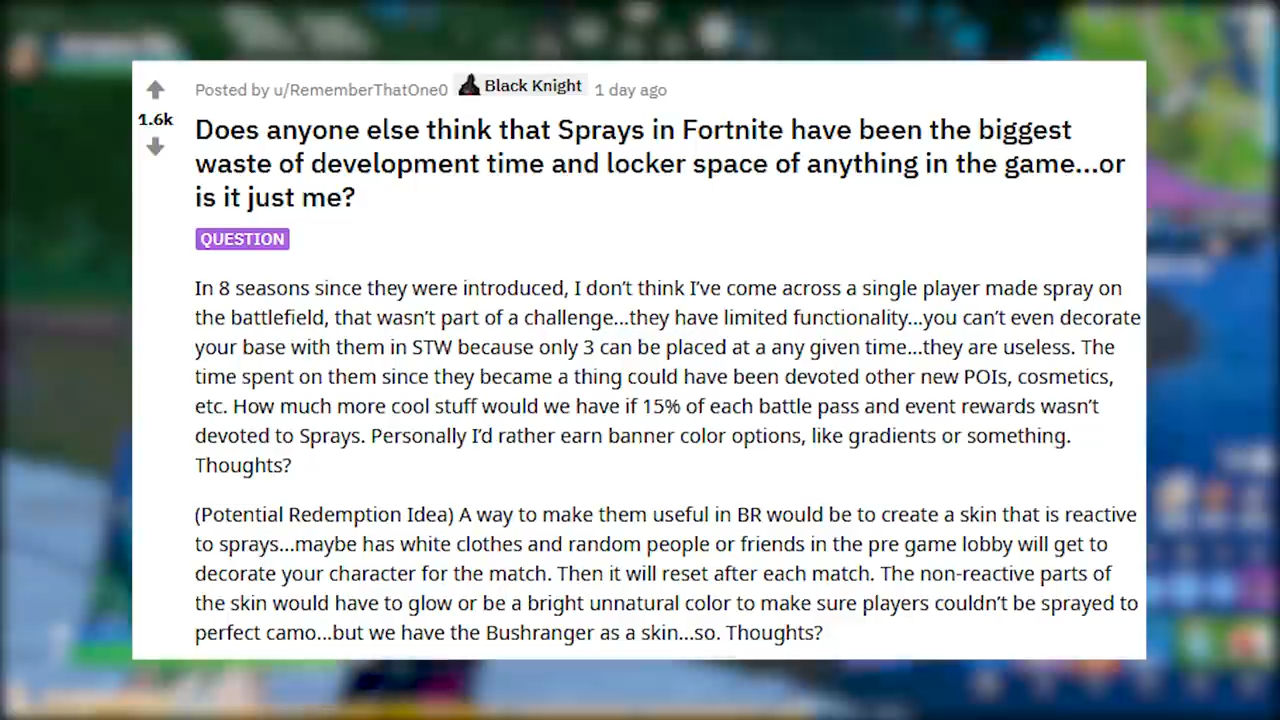 Posted by u/RememberThatOne0 Black Knight 1 day ago
1.6k
Does anyone else think that Sprays in Fortnite have been the biggest
waste of development time and locker space of anything in the game...or
is it just me?
QUESTION
In 8 seasons since they were introduced, I don't think I've come across a single player made spray on
the battlefield, that wasn't part of a challenge...they have limited functionality...you can't even decorate
your base with them in STW because only 3 can be placed at a any given time...they are useless. The
time spent on them since they became a thing could have been devoted other new POIs, cosmetics,
etc. How much more cool stuff would we have if 15% of each battle pass and event rewards wasn't
devoted to Sprays. Personally I'd rather earn banner color options, like gradients or something.
Thoughts?
(Potential Redemption Idea) A way to make them useful in BR would be to create a skin that is reactive
to sprays...maybe has white clothes and random people or friends in the pre game lobby will get to
decorate your character for the match. Then it will reset after each match. The non-reactive parts of
the skin would have to glow or be a bright unnatural color to make sure players couldn't be sprayed to
perfect camo...but we have the Bushranger as a skin...so. Thoughts?